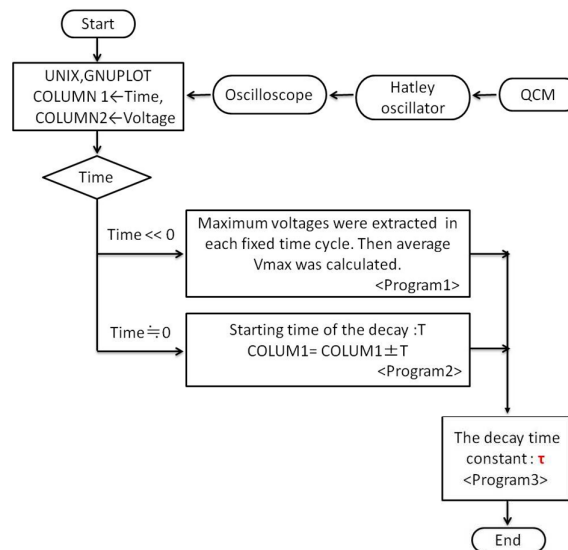 Start
UNIX,GNUPLOT
COLUMN 1←Time,
COLUMN2←Voltage
Oscilloscope
Hatley
oscillator
QCM
Time
Time << 0
Maximum voltages were extracted in
each fixed time cycle. Then average
Vmax was calculated.
<Program1>
Time≒0
Starting time of the decay :T
COLUM1= COLUM1±T
<Program2>
The decay time
constant: τ
<Program3>
End